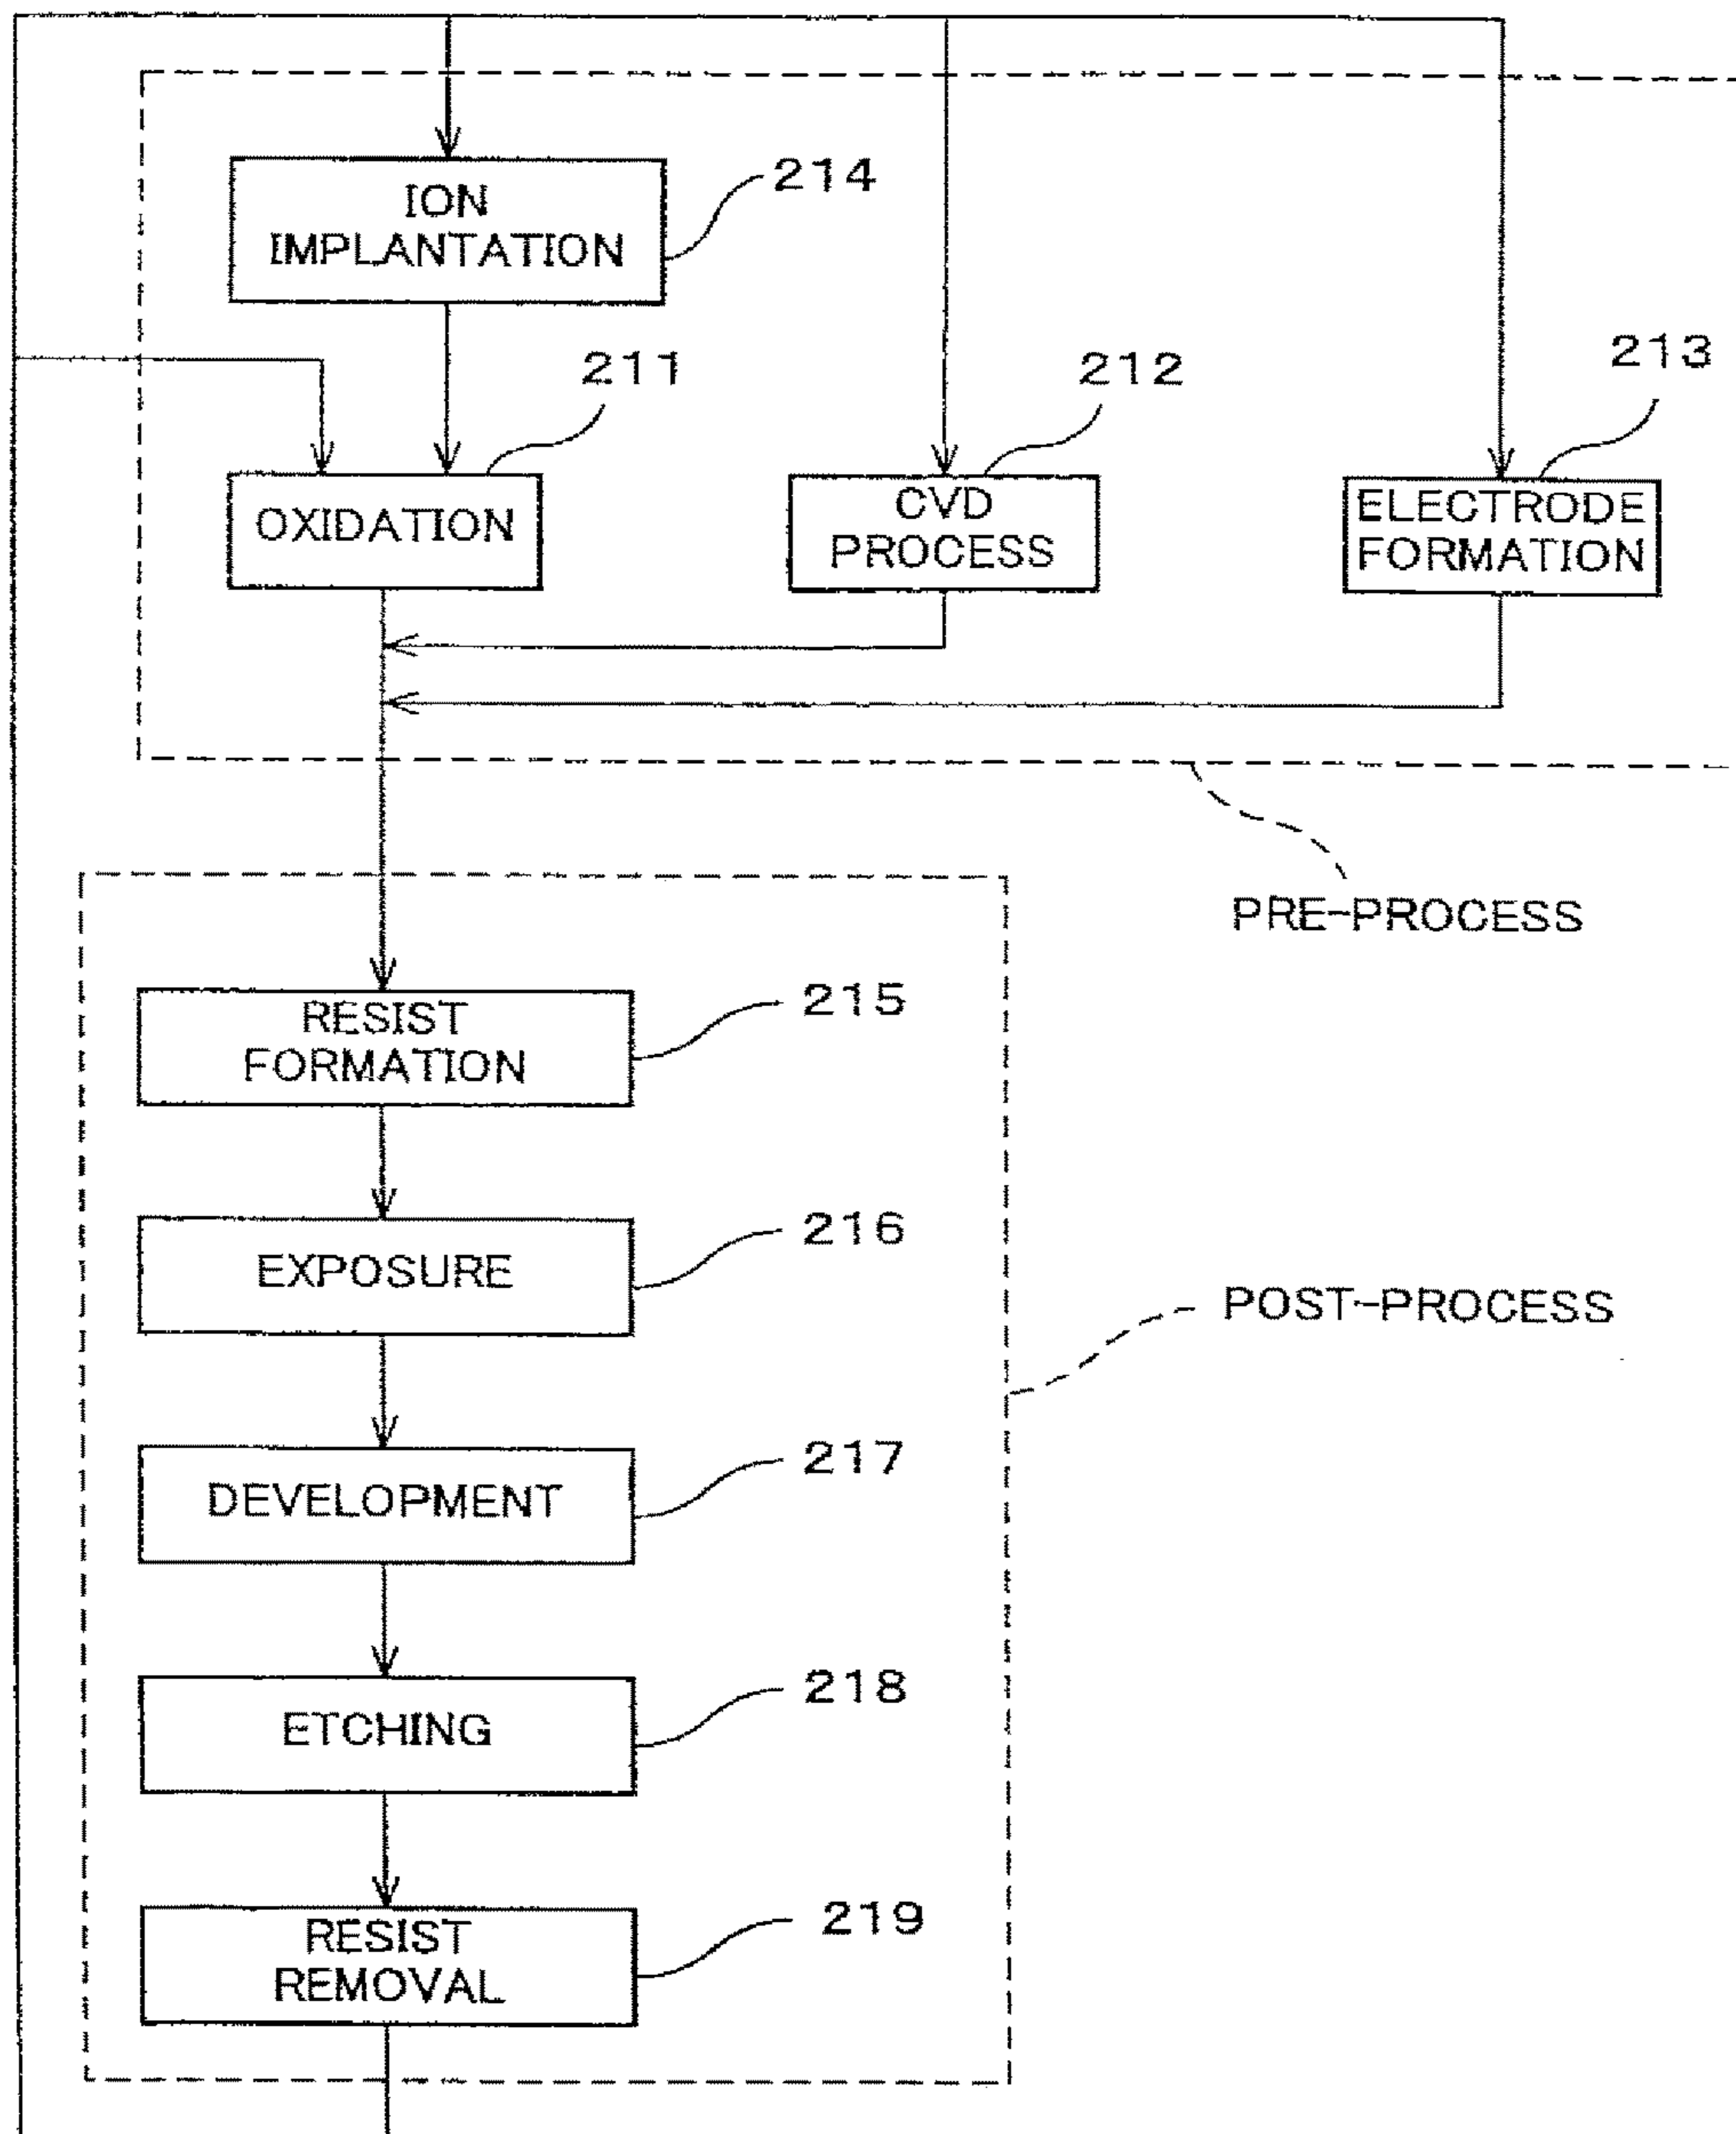 214
ION
IMPLANTATION
211
212
213
OXIDATION
CVD
PROCESS
ELECTRODE
FORMATION
PRE-PROCESS
RESIST
FORMATION
215
EXPOSURE
216
POST-PROCESS
DEVELOPMENT
217
ETCHING
218
RESIST
REMOVAL
219